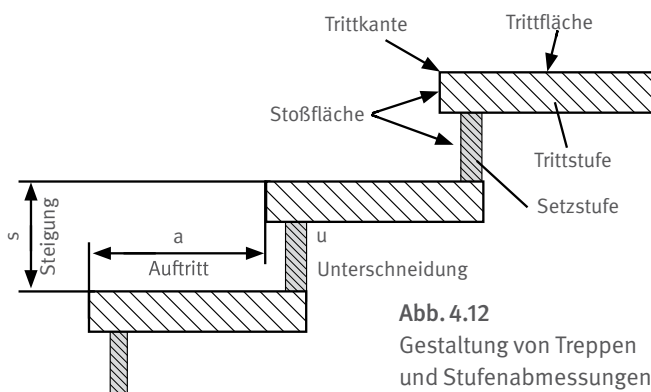 Trittkante
Trittfläche
Stoßfläche
Trittstufe
Setzstufe
s
Steigung
a
Auftritt
u
Unterschneidung
Abb. 4.12
Gestaltung von Treppen
und Stufenabmessungen